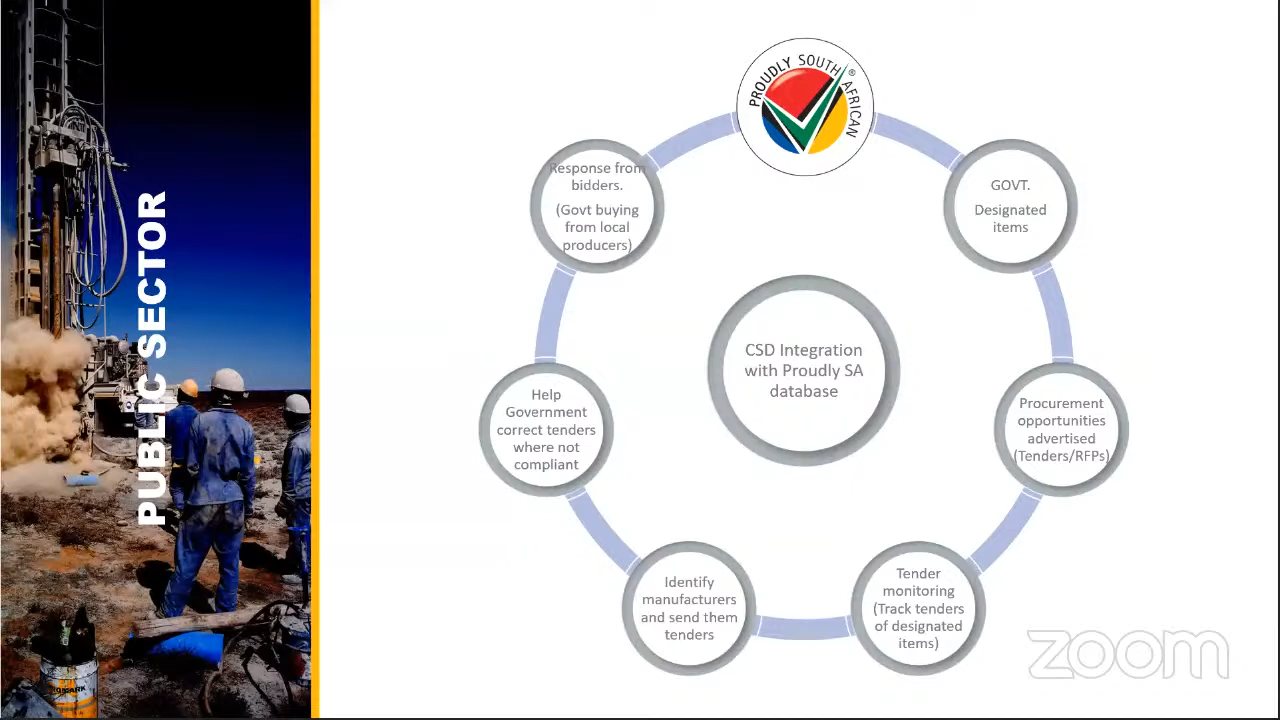 PUBLIC SECTOR
PROUDLY SOUTH AFRICAN
®
GOVT.
Designated
items
Procurement
opportunities
advertised
(Tenders/RFPs)
Tender
monitoring
(Track tenders
of designated
items)
Identify
manufacturers
and send them
tenders
Help
Government
correct tenders
where not
compliant
Response from
bidders.
(Govt buying
from local
producers)
CSD Integration
with Proudly SA
database
zoom